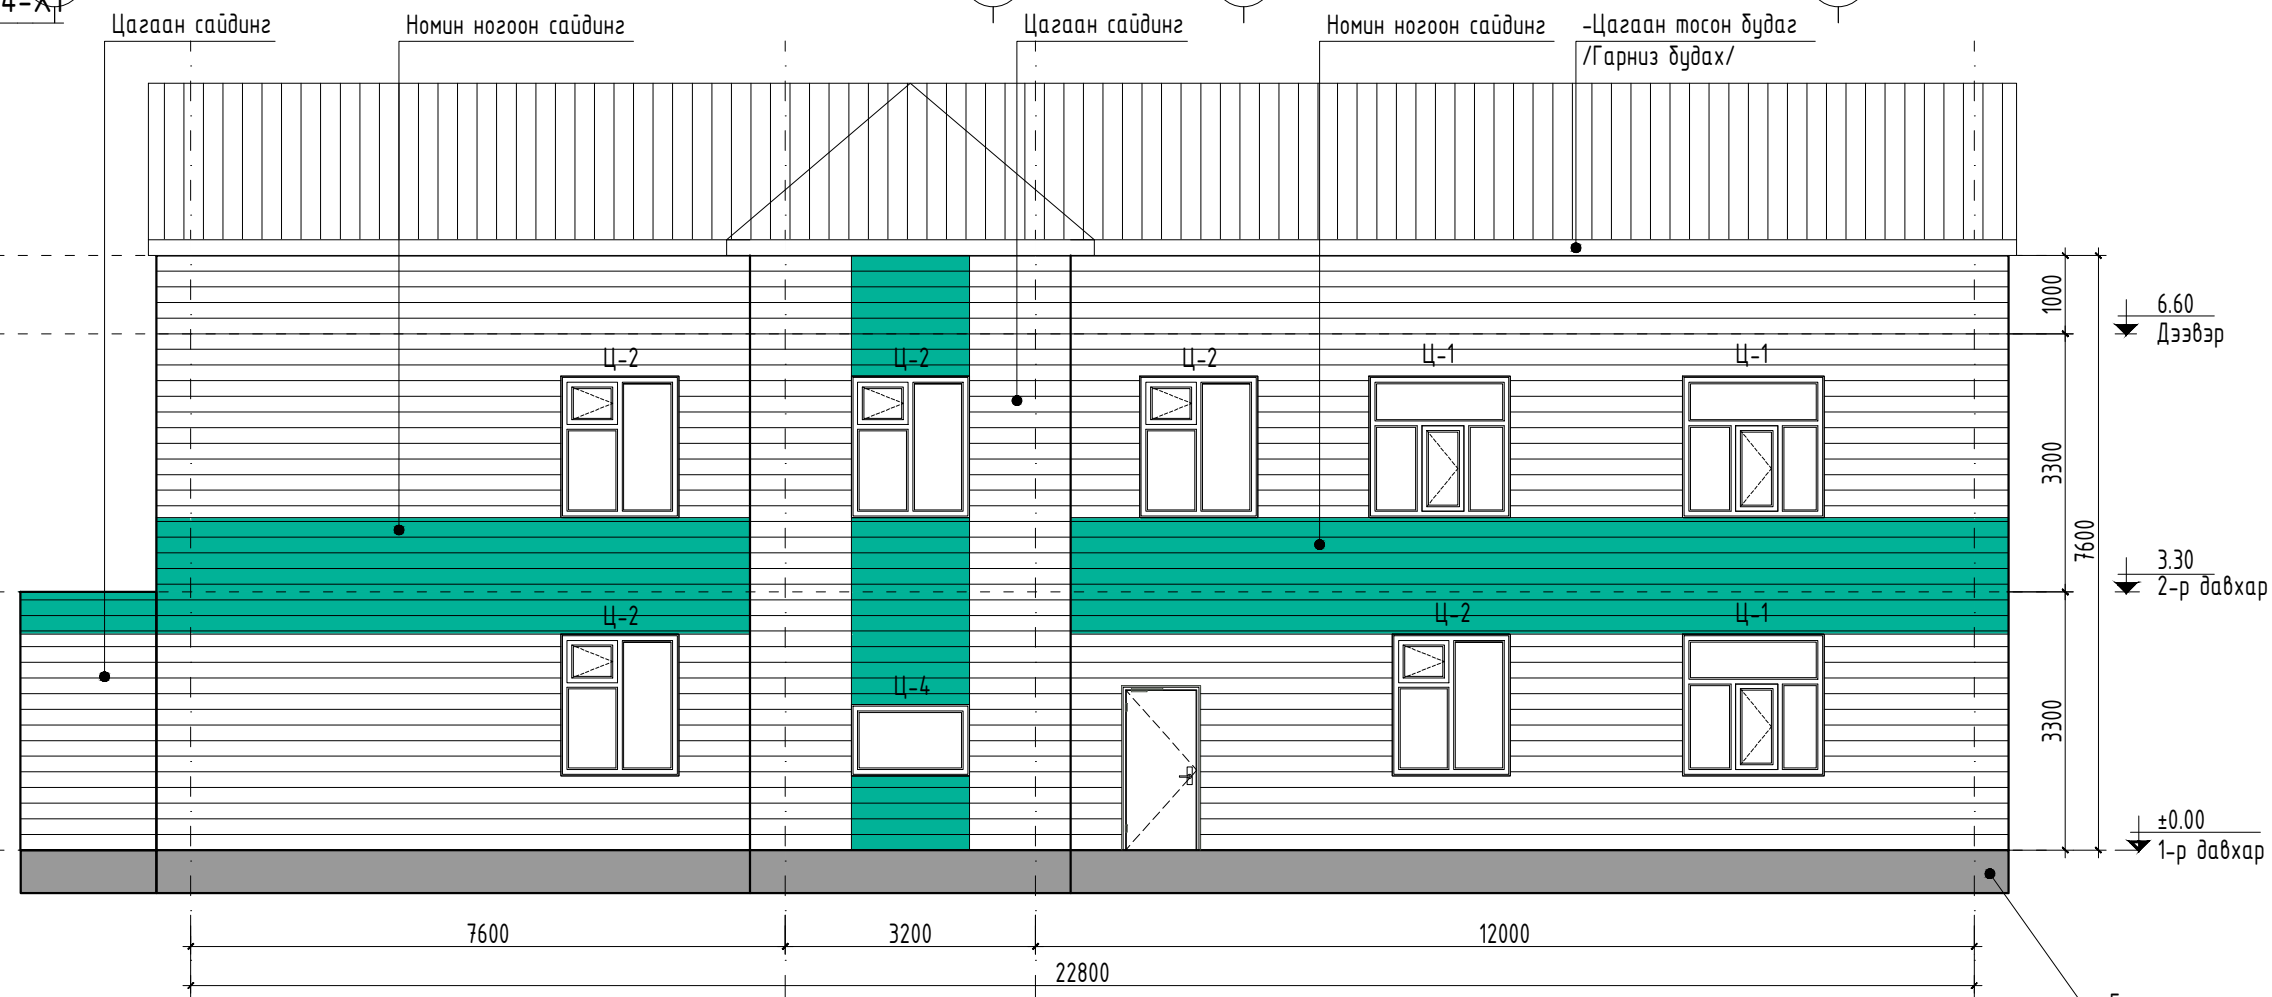 Цагаан сайдинг
Номин ногоон сайдинг
Цагаан сайдинг
Номин ногоон сайдинг
-Цагаан тосон будаг
/Гарниз будах/
1000
6.60
Дээвэр
Ц-2
Ц-2
Ц-2
Ц-1
Ц-1
3300
7600
3.30
2-р давхар
Ц-2
Ц-2
Ц-1
Ц-4
3300
±0.00
1-р давхар
7600
3200
12000
22800